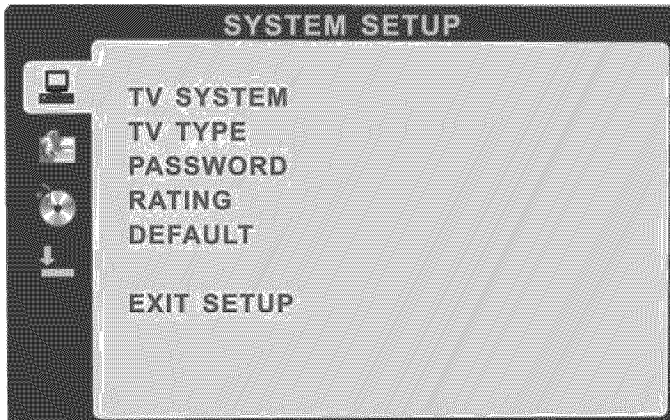 SYSTEM SETUP
TV SYSTEM
TV TYPE
PASSWORD
RATING
DEFAULT
EXIT SETUP